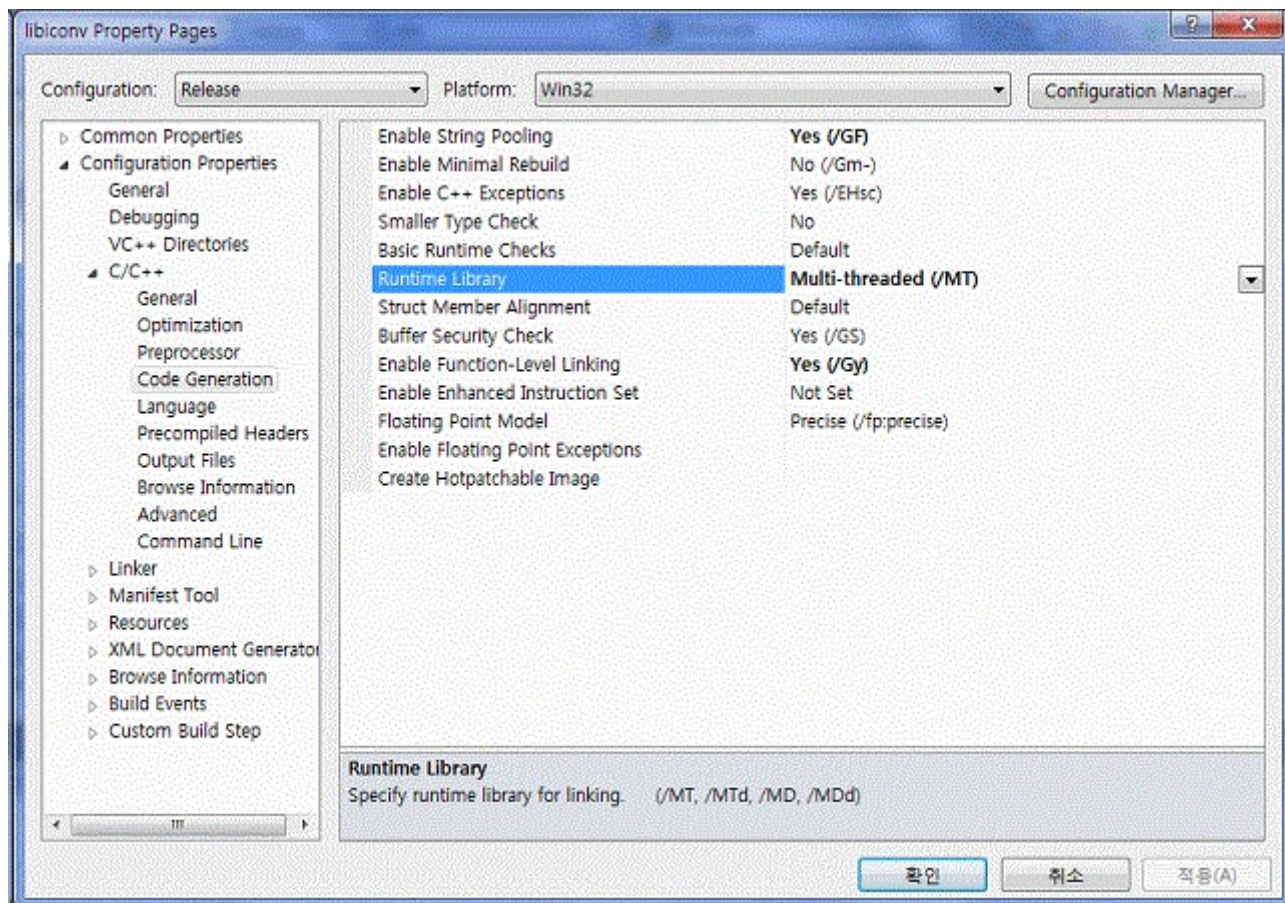 libiconv Property Pages
Configuration: Release Platform: Win32 Configuration Manager...
Common Properties
Configuration Properties
General
Debugging
VC++ Directories
C/C++
General
Optimization
Preprocessor
Code Generation
Language
Precompiled Headers
Output Files
Browse Information
Advanced
Command Line
Linker
Manifest Tool
Resources
XML Document Generator
Browse Information
Build Events
Custom Build Step
Enable String Pooling Yes (/GF)
Enable Minimal Rebuild No (/Gm-)
Enable C++ Exceptions Yes (/EHsc)
Smaller Type Check No
Basic Runtime Checks Default
Runtime Library Multi-threaded (/MT)
Struct Member Alignment Default
Buffer Security Check Yes (/GS)
Enable Function-Level Linking Yes (/Gy)
Enable Enhanced Instruction Set Not Set
Floating Point Model Precise (/fp:precise)
Enable Floating Point Exceptions
Create Hotpatchable Image
Runtime Library
Specify runtime library for linking. (/MT, /MTd, /MD, /MDd)
확인 취소 적용(A)